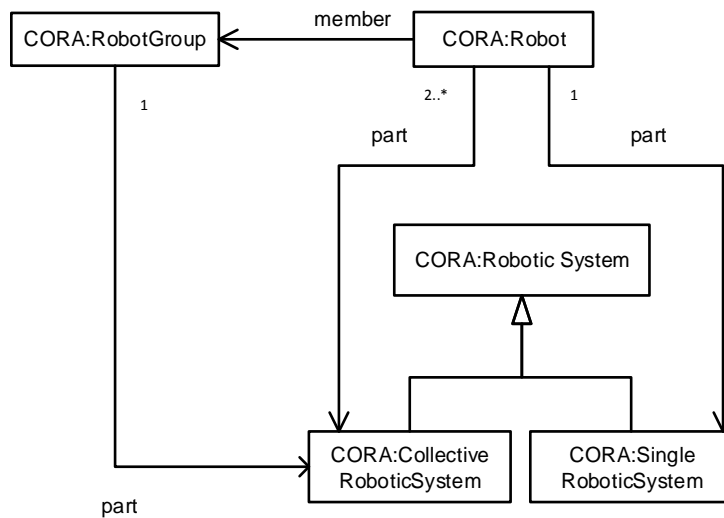 member
CORA:RobotGroup
CORA:Robot
1
2..*
1
part
part
CORA:Robotic System
CORA:Collective
RoboticSystem
CORA:Single
RoboticSystem
part